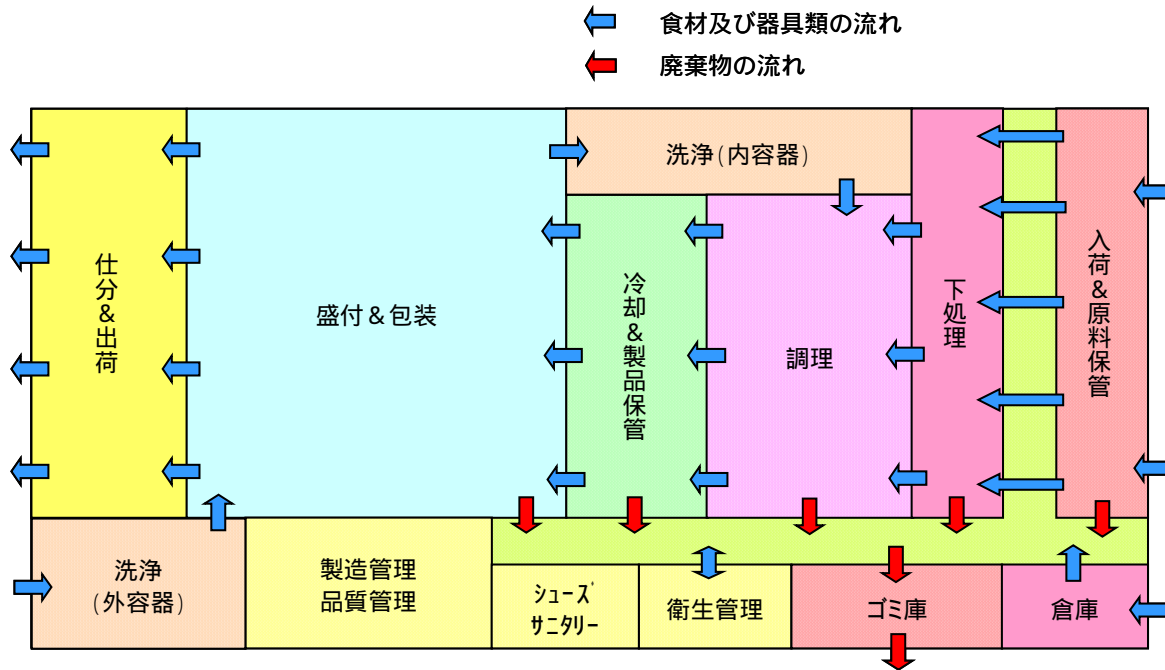 食材及び器具類の流れ
廃棄物の流れ
洗浄(内容器)
仕分&出荷
盛付&包装
冷却&製品保管
調理
下処理
入荷&原料保管
洗浄
(外容器)
製造管理
品質管理
ｼｭｰｽﾞ
ｻﾆﾀﾘｰ
衛生管理
ゴミ庫
倉庫